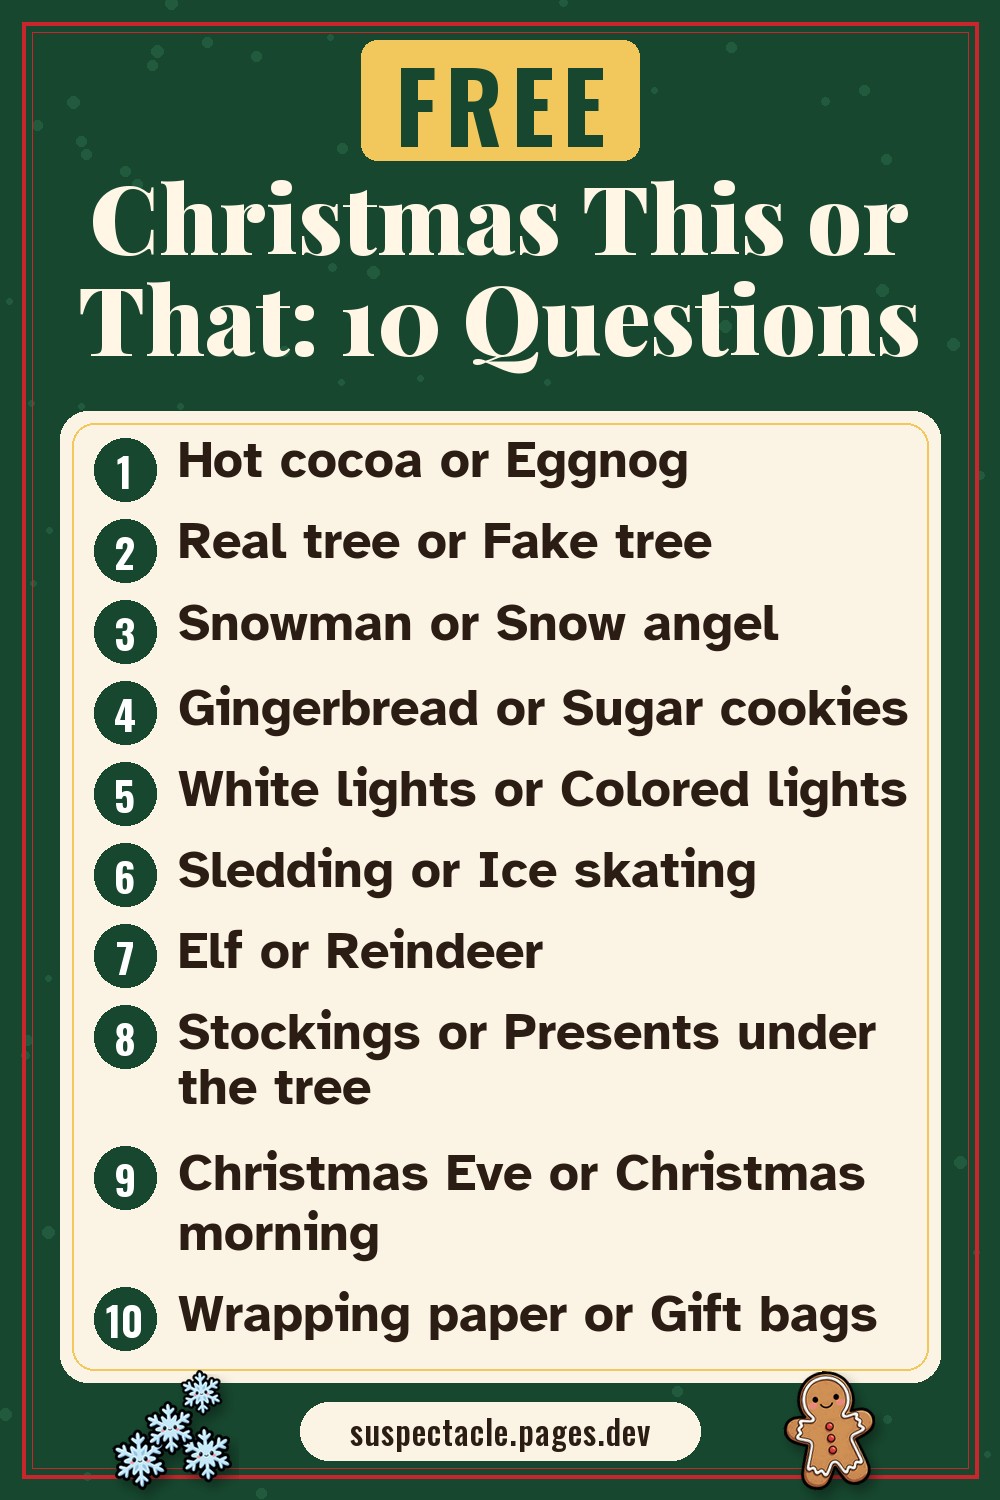 FREE
Christmas This or
That: 10 Questions
1 Hot cocoa or Eggnog
2 Real tree or Fake tree
3 Snowman or Snow angel
4 Gingerbread or Sugar cookies
5 White lights or Colored lights
6 Sledding or Ice skating
7 Elf or Reindeer
8 Stockings or Presents under
the tree
9 Christmas Eve or Christmas
morning
10 Wrapping paper or Gift bags
suspectacle.pages.dev